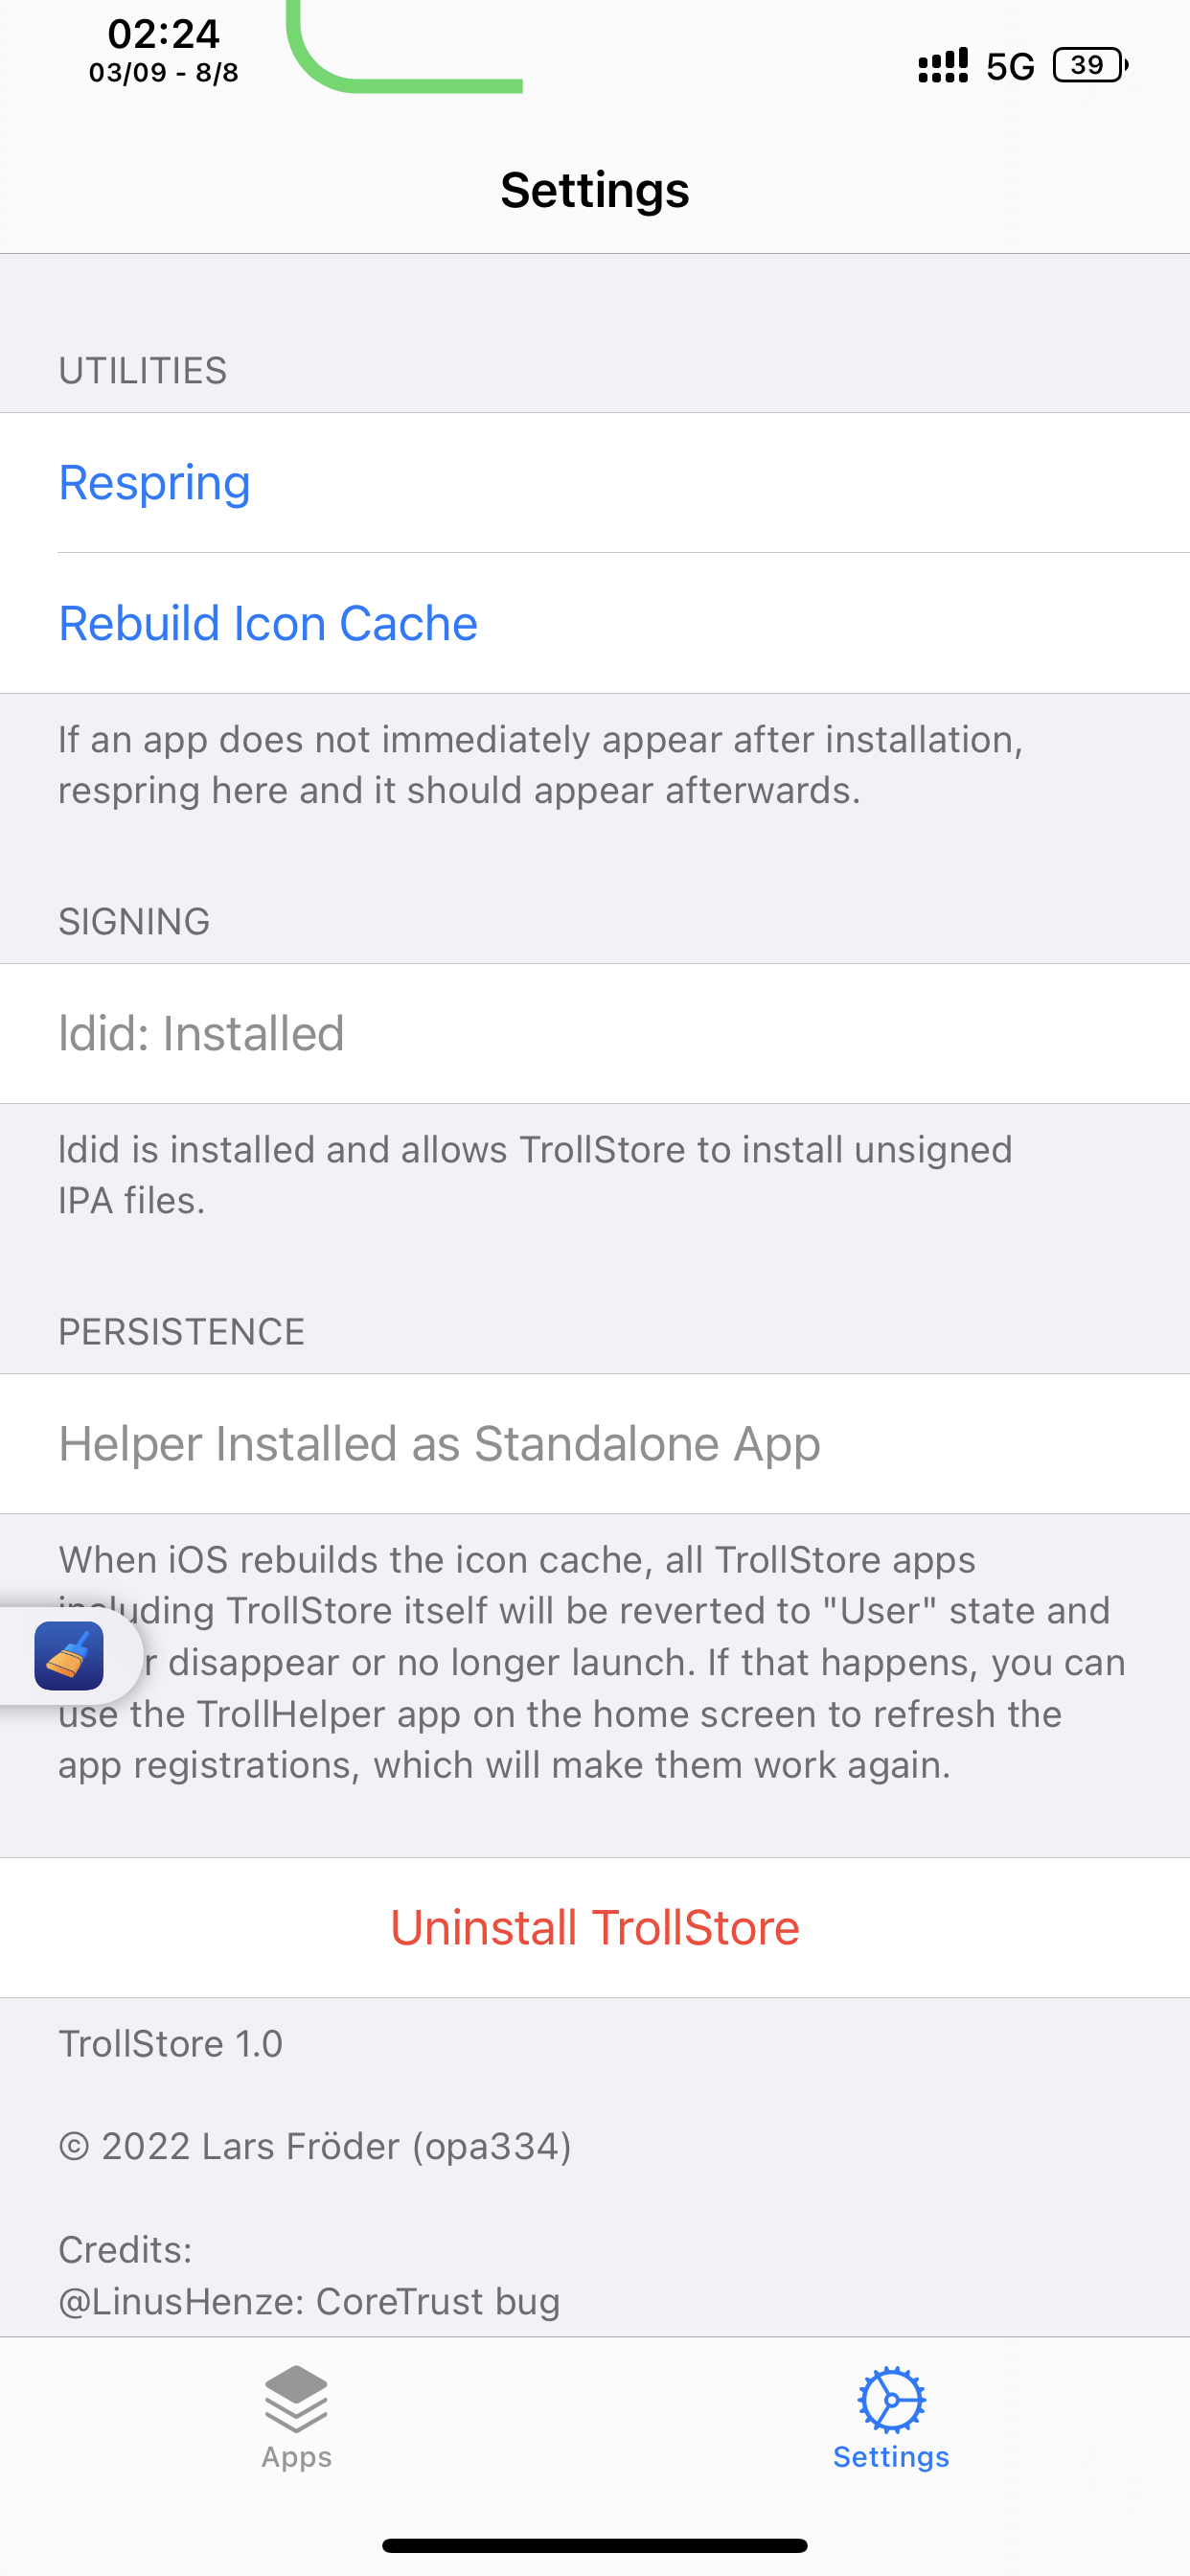 02:24
03/09 - 8/8
5G
39
Settings
UTILITIES
Respring
Rebuild Icon Cache
If an app does not immediately appear after installation,
respring here and it should appear afterwards.
SIGNING
ldid: Installed
ldid is installed and allows TrollStore to install unsigned
IPA files.
PERSISTENCE
Helper Installed as Standalone App
When iOS rebuilds the icon cache, all TrollStore apps
including TrollStore itself will be reverted to "User" state and
disappear or no longer launch. If that happens, you can
use the TrollHelper app on the home screen to refresh the
app registrations, which will make them work again.
Uninstall TrollStore
TrollStore 1.0
© 2022 Lars Fröder (opa334)
Credits:
@LinusHenze: CoreTrust bug
Apps
Settings